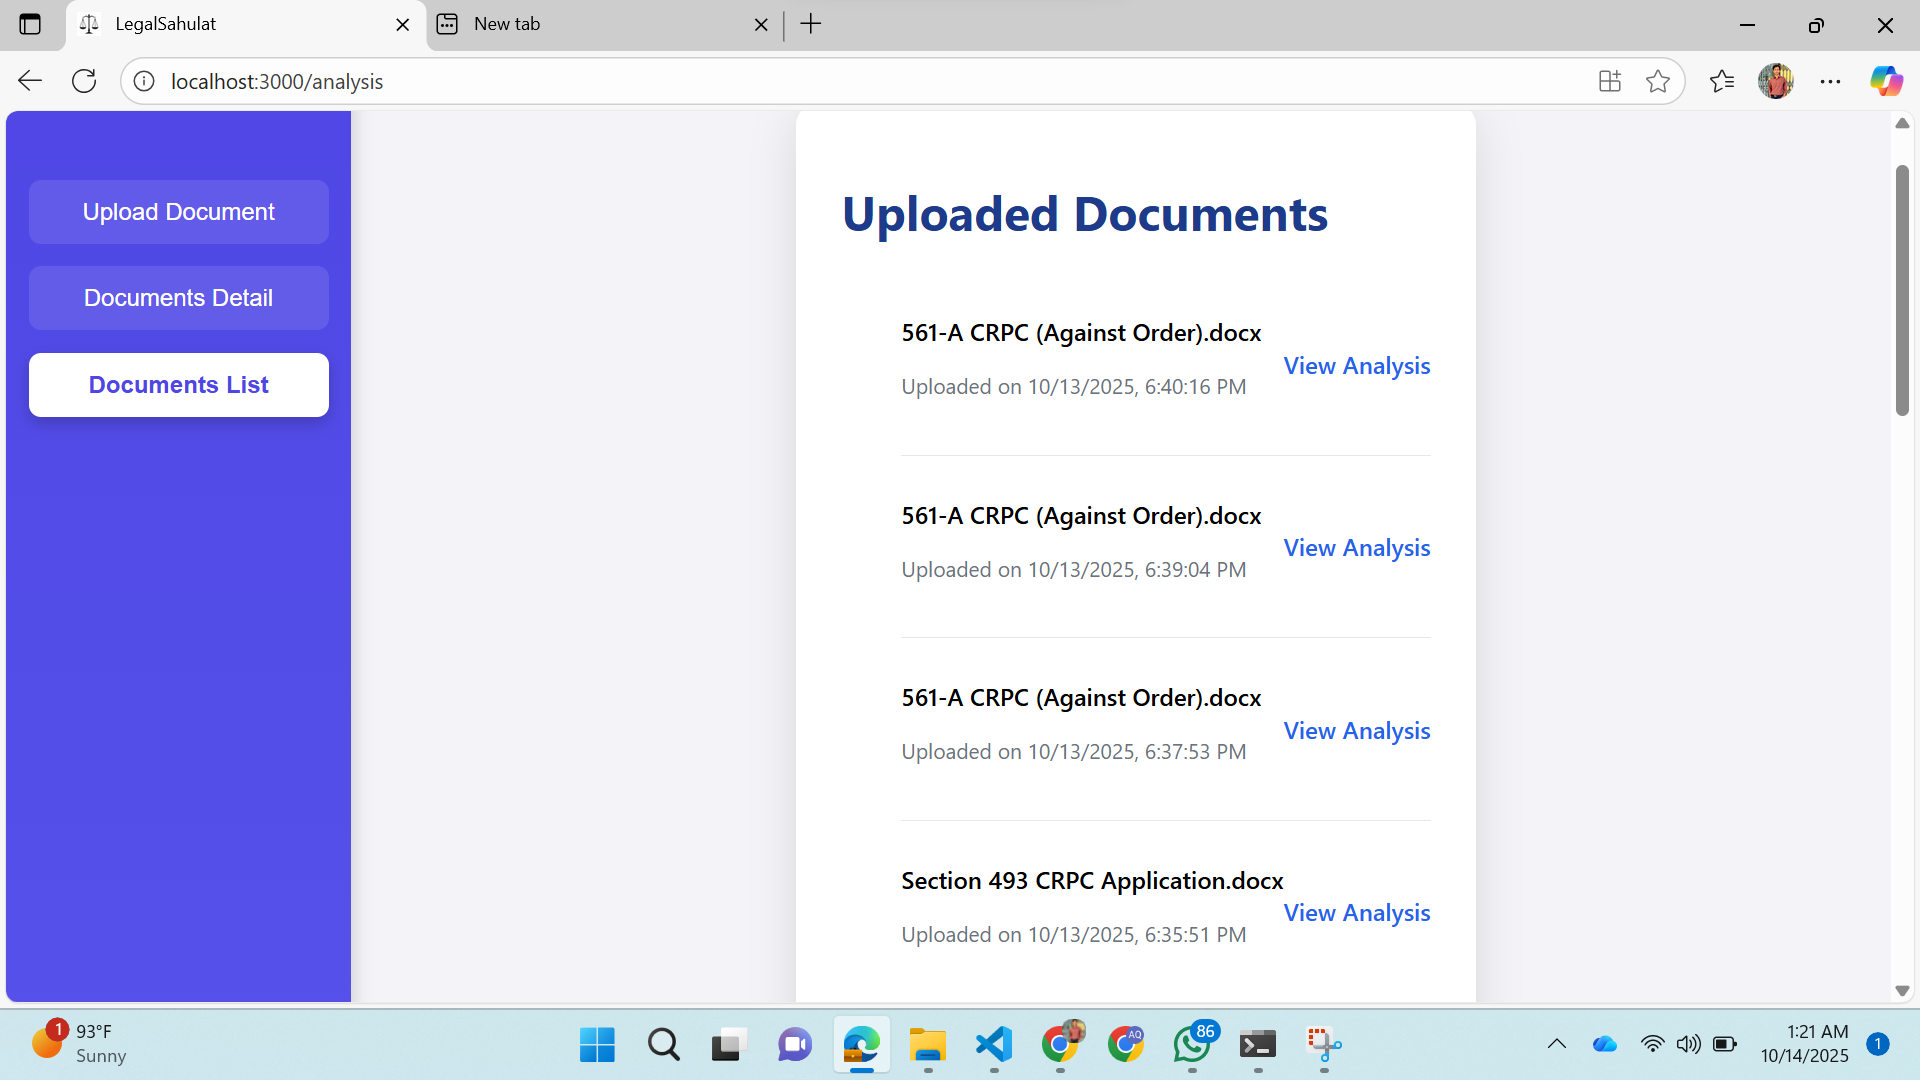 LegalSahulat
New tab
localhost:3000/analysis
Upload Document
Documents Detail
Documents List
Uploaded Documents
561-A CRPC (Against Order).docx
Uploaded on 10/13/2025, 6:40:16 PM
View Analysis
561-A CRPC (Against Order).docx
Uploaded on 10/13/2025, 6:39:04 PM
View Analysis
561-A CRPC (Against Order).docx
Uploaded on 10/13/2025, 6:37:53 PM
View Analysis
Section 493 CRPC Application.docx
Uploaded on 10/13/2025, 6:35:51 PM
View Analysis
1
93°F
Sunny
AQ
86
1:21 AM
10/14/2025
1